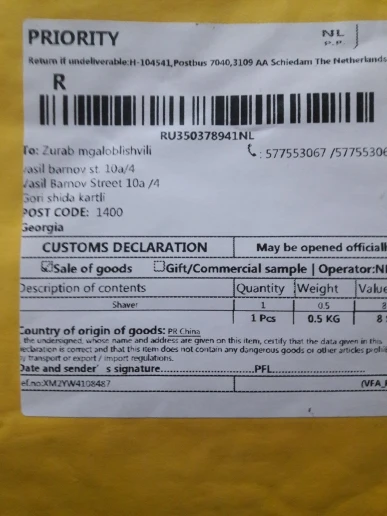 PRIORITY
NL
P.P.
Return if undeliverable:H-104541,Postbus 7040,3109 AA Schiedam The Netherlands
R
RU350378941NL
To: Zurab mgaloblishvili
: 577553067 /5775530
vasil barnov st 10a/4
Vasil Barnov Street 10a /4
Gori shida kartli
POST CODE: 1400
Georgia
CUSTOMS DECLARATION
May be opened official
Sale of goods
Gift/Commercial sample | Operator:N
Description of contents
Quantity
Weight
Value
Shaver
1
0.5
8
1 Pcs
0.5 KG
8
Country of origin of goods: PR China
, the undersigned, whose name and address are given on this item, certify that the data given in this
declaration is correct and that this item does not contain any dangerous goods or other articles
y transport or export / import regulations.
Date and sender's signature....................PFL....................
ef.no:XM2YW4108487
(VFA_